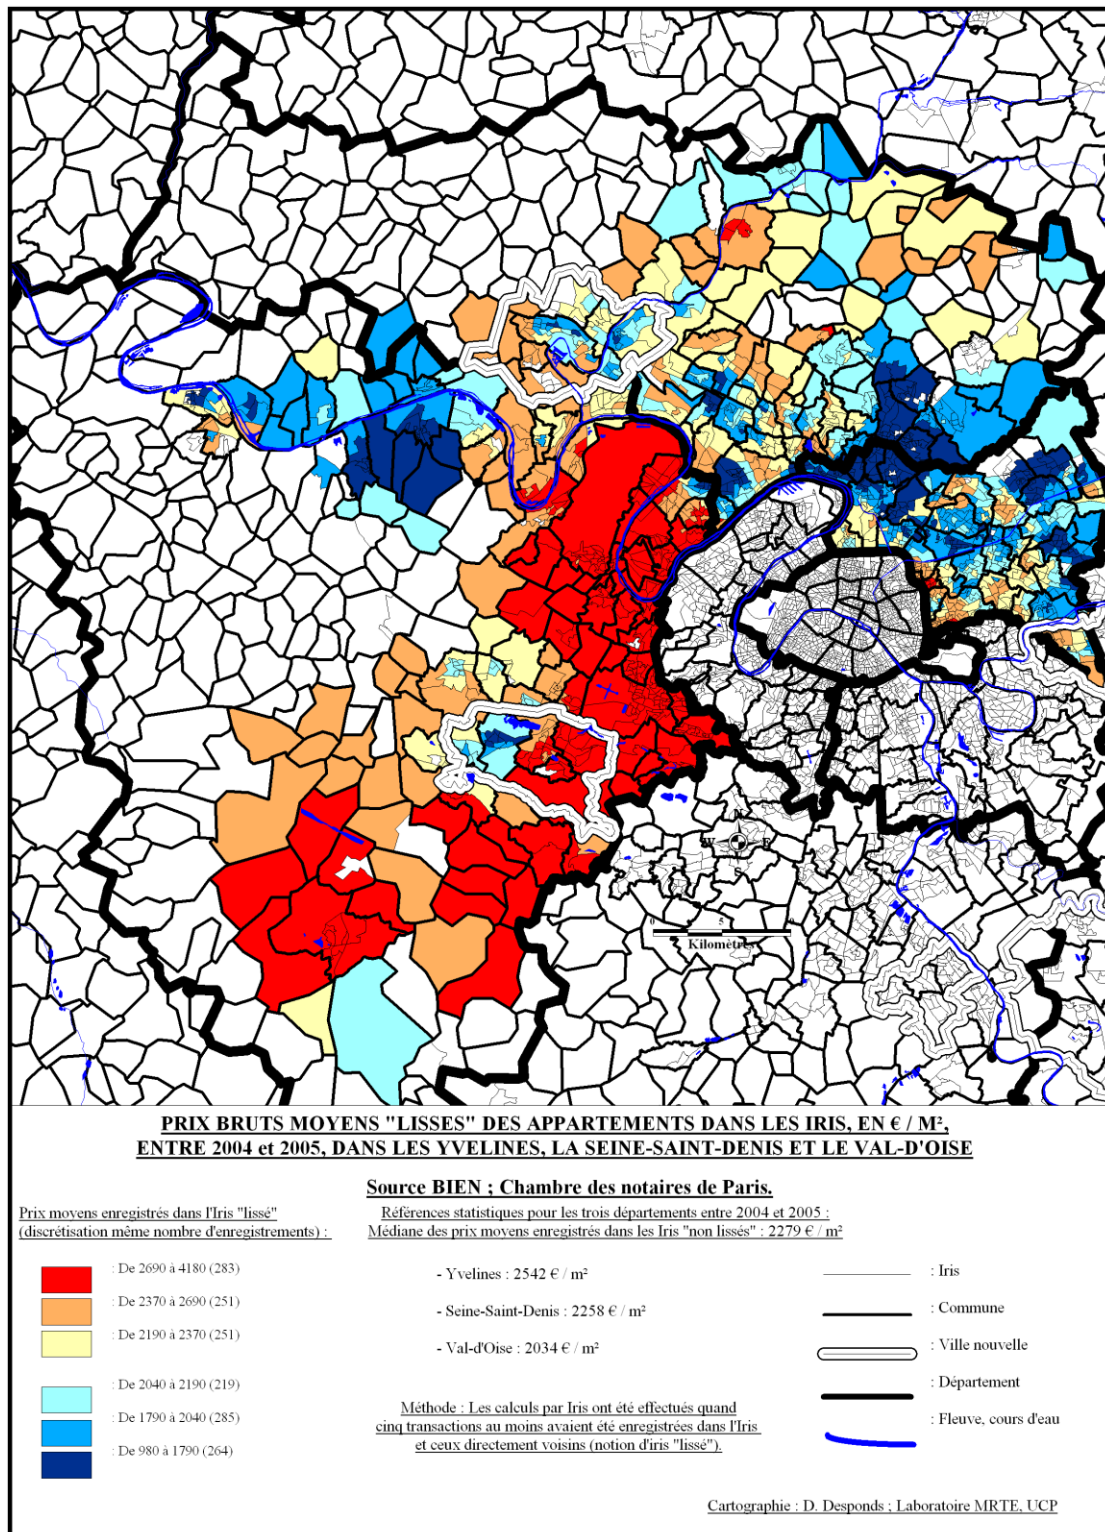 N
W E
S
0 5
Kilomètres
PRIX BRUTS MOYENS "LISSES" DES APPARTEMENTS DANS LES IRIS, EN € / M²,
ENTRE 2004 et 2005, DANS LES YVELINES, LA SEINE-SAINT-DENIS ET LE VAL-D'OISE
Source BIEN ; Chambre des notaires de Paris.
Prix moyens enregistrés dans l'Iris "lissé"
(discrétisation même nombre d'enregistrements) :
: De 2690 à 4180 (283)
: De 2370 à 2690 (251)
: De 2190 à 2370 (251)
: De 2040 à 2190 (219)
: De 1790 à 2040 (285)
: De 980 à 1790 (264)
Références statistiques pour les trois départements entre 2004 et 2005 :
Médiane des prix moyens enregistrés dans les Iris "non lissés" : 2279 € / m²
- Yvelines : 2542 € / m²
- Seine-Saint-Denis : 2258 € / m²
- Val-d'Oise : 2034 € / m²
Méthode : Les calculs par Iris ont été effectués quand
cinq transactions au moins avaient été enregistrées dans l'Iris
et ceux directement voisins (notion d'iris "lissé").
: Iris
: Commune
: Ville nouvelle
: Département
: Fleuve, cours d'eau
Cartographie : D. Desponds ; Laboratoire MRTE, UCP